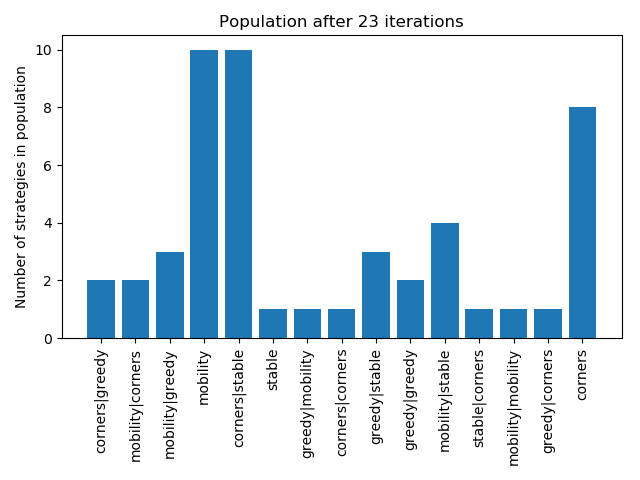 Population after 23 iterations
Number of strategies in population
10
8
6
4
2
0
corners|greedy
mobility|corners
mobility|greedy
mobility
corners|stable
stable
greedy|mobility
corners|corners
greedy|stable
greedy|greedy
mobility|stable
stable|corners
mobility|mobility
greedy|corners
corners